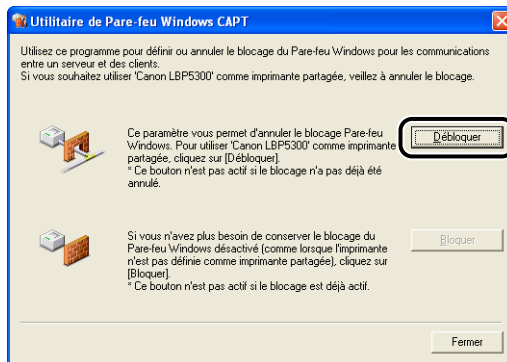 Utilitaire de Pare-feu Windows CAPT
Utilisez ce programme pour définir ou annuler le blocage du Pare-feu Windows pour les communications
entre un serveur et des clients.
Si vous souhaitez utiliser 'Canon LBP5300' comme imprimante partagée, veillez à annuler le blocage.
Ce paramètre vous permet d'annuler le blocage Pare-feu
Windows. Pour utiliser 'Canon LBP5300' comme imprimante
partagée, cliquez sur [Débloquer].
* Ce bouton n'est pas actif si le blocage n'a pas déjà été
annulé.
Débloquer
Si vous n'avez plus besoin de conserver le blocage du
Pare-feu Windows désactivé (comme lorsque l'imprimante
n'est pas définie comme imprimante partagée), cliquez sur
[Bloquer].
* Ce bouton n'est pas actif si le blocage est déjà actif.
Bloquer
Fermer